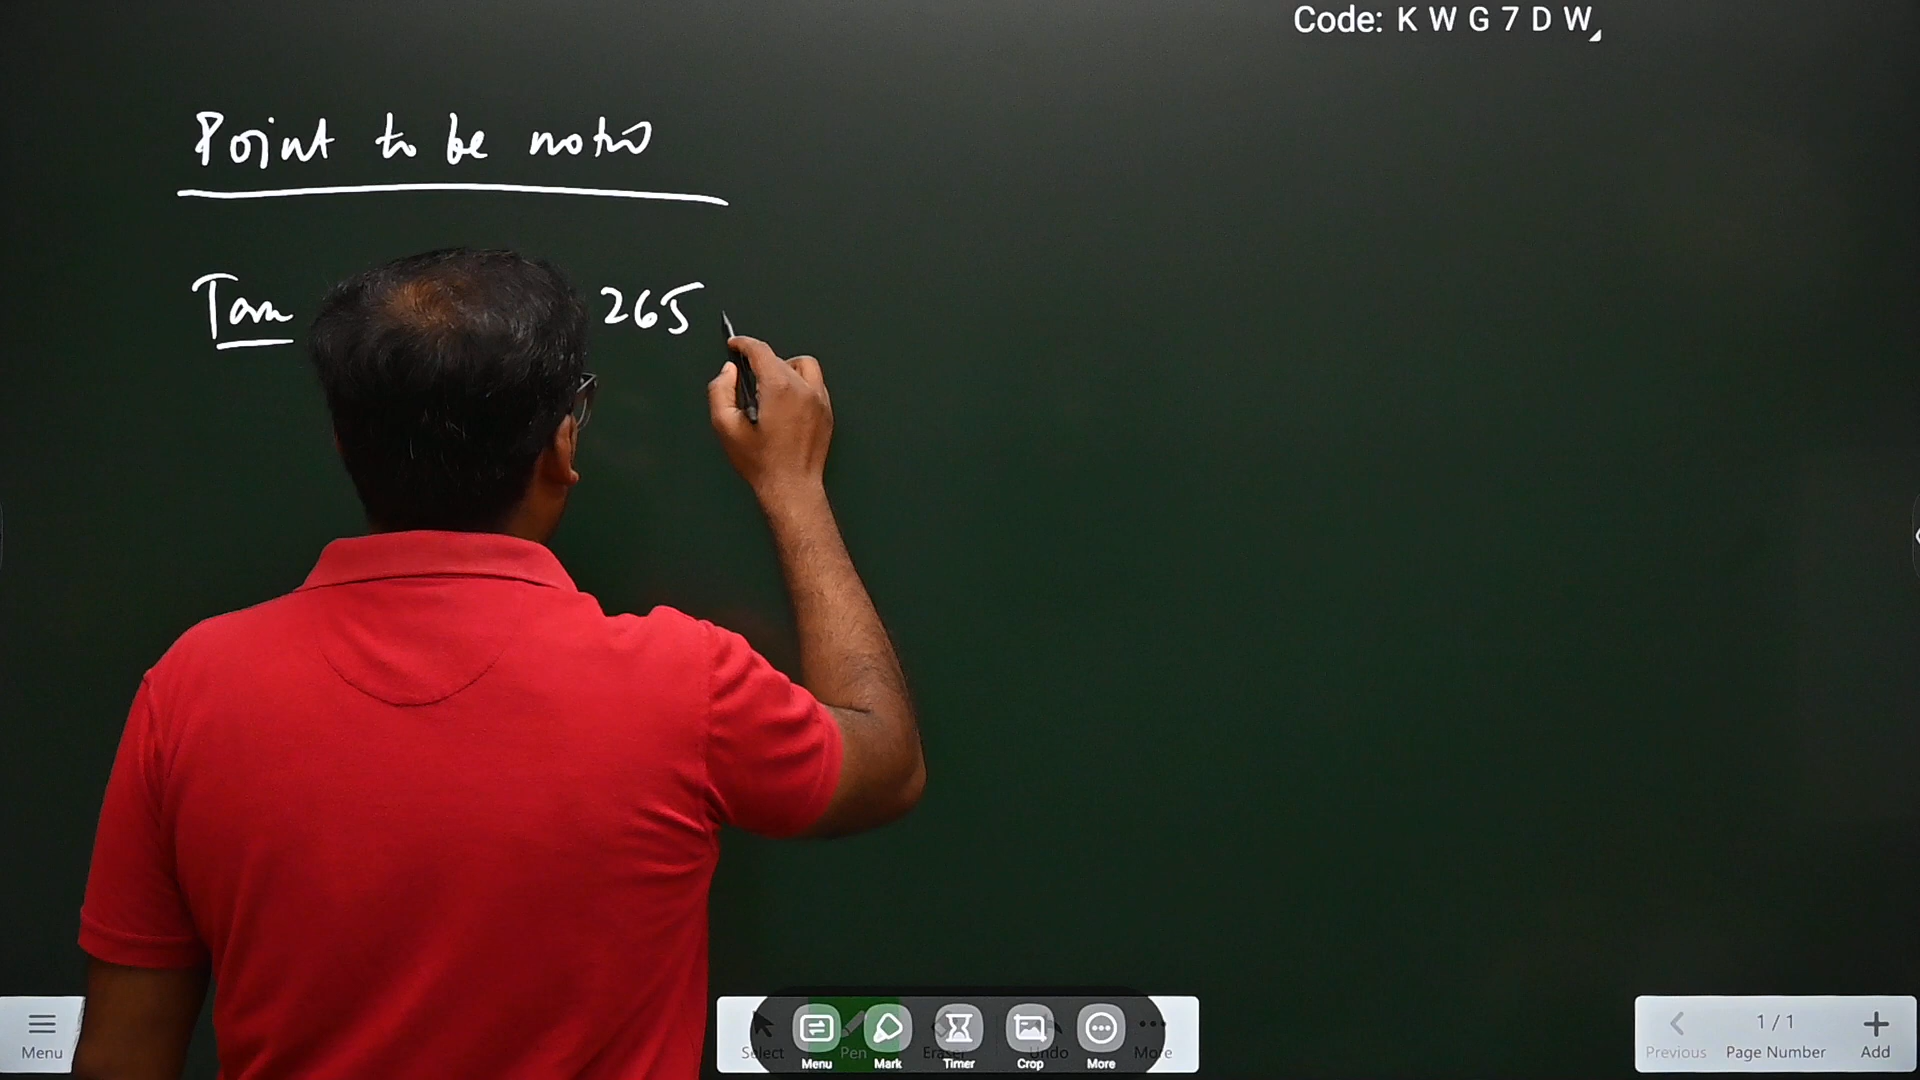 Code: K W G 7 D W
Point to be noted
Tam 265
Menu
Select Pen Eraser Undo More
Menu Mark Timer Crop More
1 / 1
Previous Page Number Add